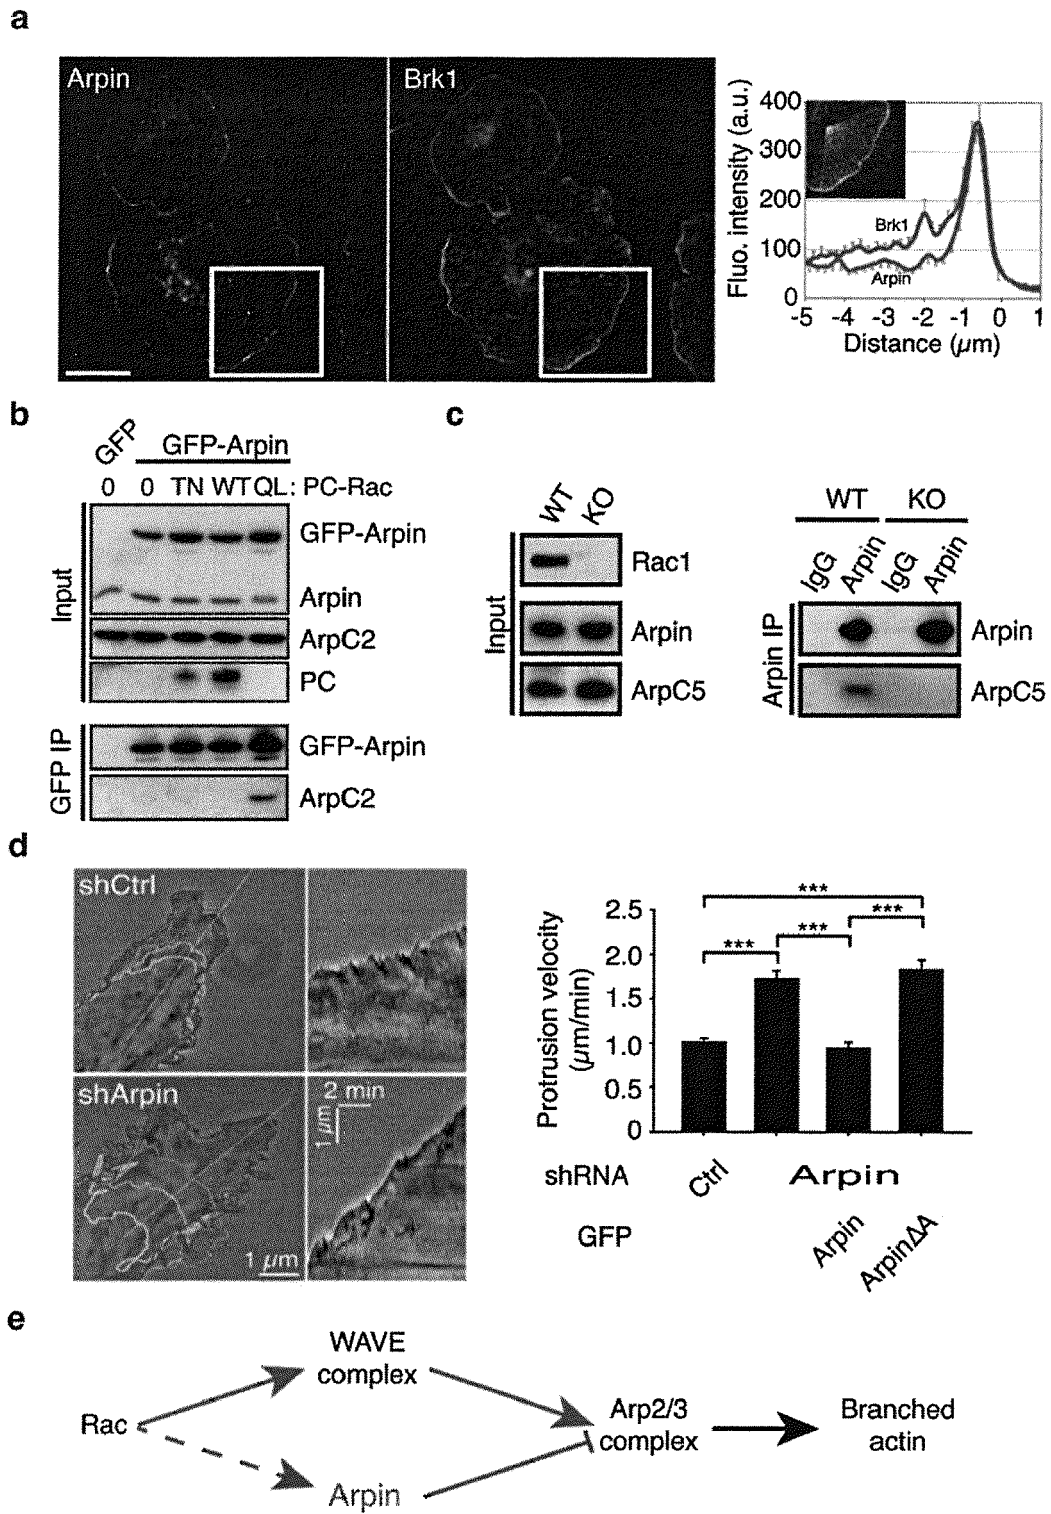 a
Arpin
Brk1
Fluo. intensity (a.u.)
400
300
200
100
0
Brk1
Arpin
-5 -4 -3 -2 -1 0 1
Distance (µm)
b
GFP GFP-Arpin
0 0 TN WT QL : PC-Rac
Input
GFP-Arpin
Arpin
ArpC2
PC
GFP IP
GFP-Arpin
ArpC2
c
WT KO
Input
Rac1
Arpin
ArpC5
WT KO
IgG Arpin IgG Arpin
Arpin IP
Arpin
ArpC5
d
shCtrl
shArpin
2 min
1 µm
1 µm
Protrusion velocity
(µm/min)
2.5
2.0
1.5
1.0
0.5
0
***
***
***
***
shRNA Ctrl Arpin
GFP Arpin Arpin∆A
e
WAVE
complex
Rac
Arpin
Arp2/3
complex
Branched
actin